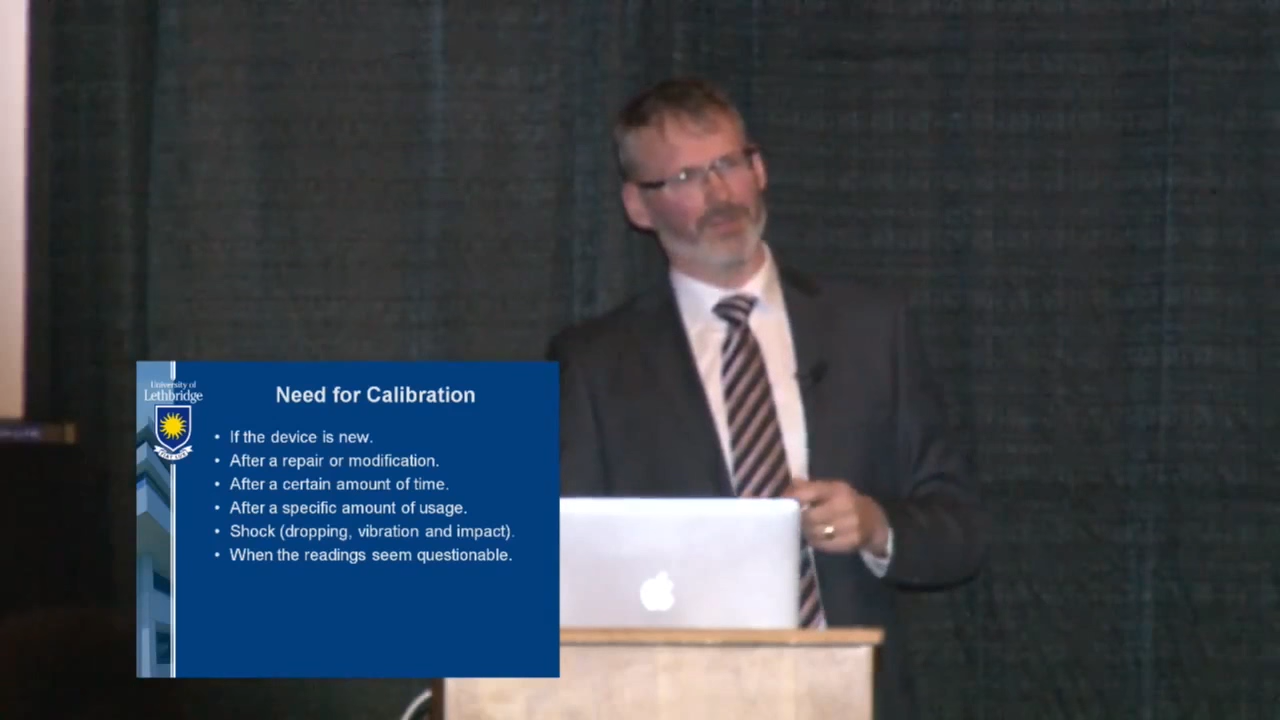 University of
Lethbridge
Need for Calibration
• If the device is new.
• After a repair or modification.
• After a certain amount of time.
• After a specific amount of usage.
• Shock (dropping, vibration and impact).
• When the readings seem questionable.